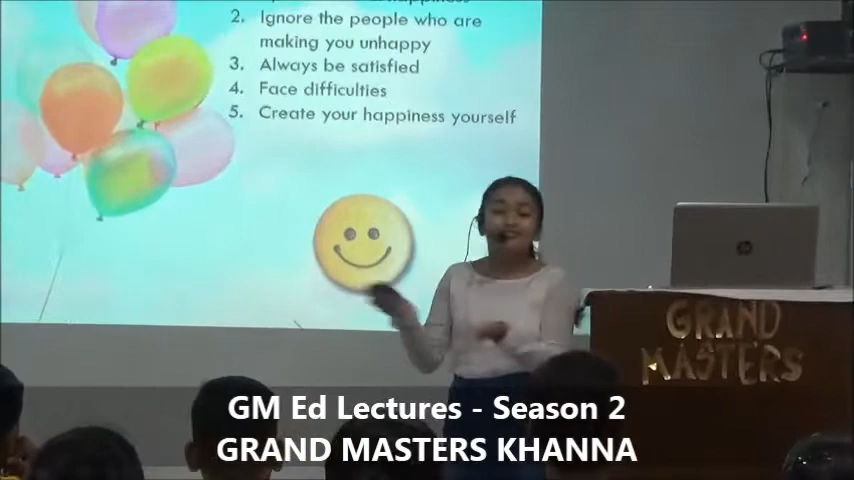 2. Ignore the people who are
making you unhappy
3. Always be satisfied
4. Face difficulties
5. Create your happiness yourself
hp
GRAND
MASTERS
GM Ed Lectures - Season 2
GRAND MASTERS KHANNA